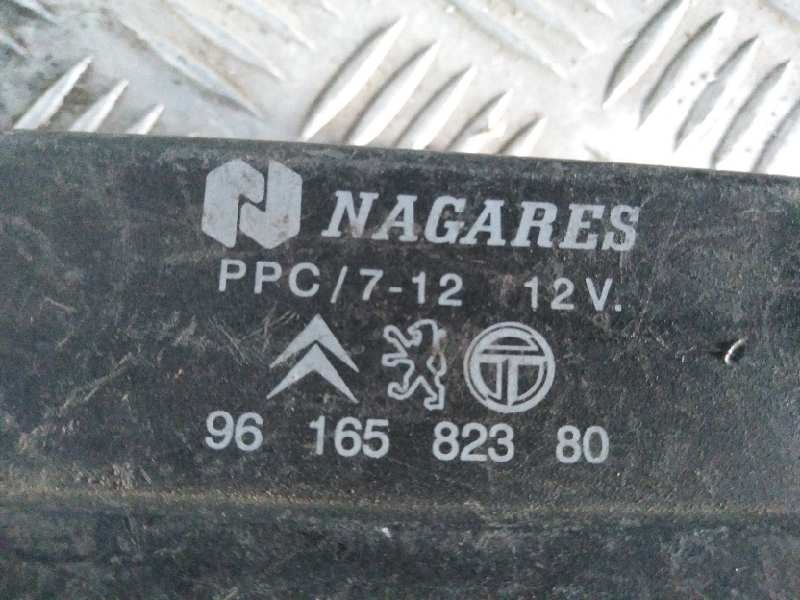 NAGARES
PPC/7-12 12V.
96 165 823 80